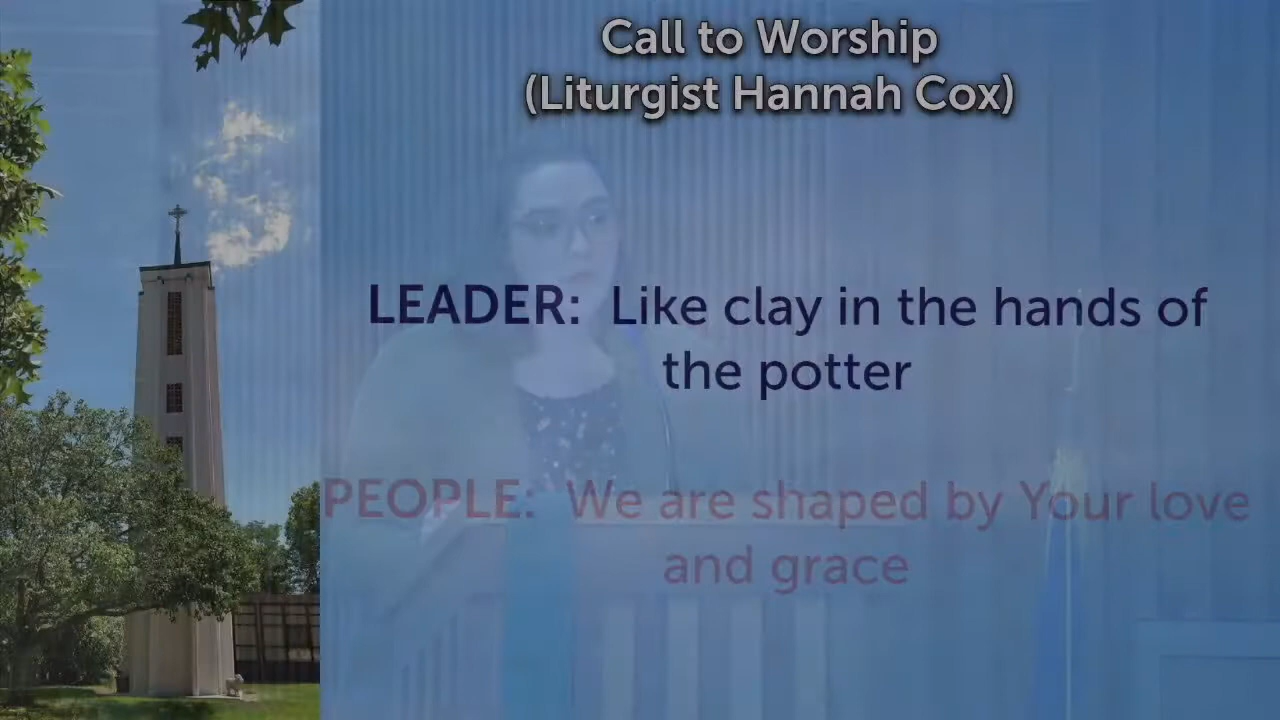 Call to Worship
(Liturgist Hannah Cox)
LEADER: Like clay in the hands of
the potter
PEOPLE: We are shaped by Your love
and grace